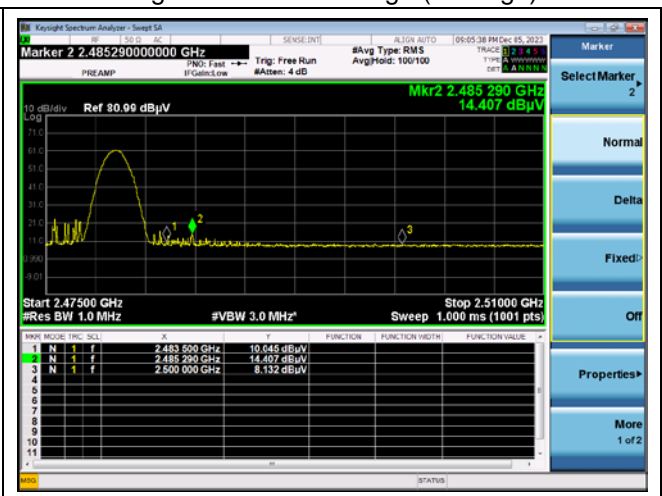 Keysight Spectrum Analyzer - Swept SA
RF 50 Ω AC SENSE:INT ALIGN AUTO 09:05:38 PM Dec 05, 2023
Marker 2 2.485290000000 GHz
PREAMP
PNO: Fast
IFGain:Low
Trig: Free Run
#Atten: 4 dB
#Avg Type: RMS
Avg|Hold: 100/100
TRACE 1 2 3 4 5 6
TYPE A WWWWW
DET A A N N N N
Mkr2 2.485 290 GHz
14.407 dBµV
10 dB/div Ref 80.99 dBµV
Log
71.0
61.0
51.0
41.0
31.0
21.0
11.0
0.990
-9.01
1
2
3
Start 2.47500 GHz
Stop 2.51000 GHz
#Res BW 1.0 MHz
#VBW 3.0 MHz*
Sweep 1.000 ms (1001 pts)
MKR MODE TRC SCL X Y FUNCTION FUNCTION WIDTH FUNCTION VALUE
1 N 1 f 2.483 500 GHz 10.045 dBµV
2 N 1 f 2.485 290 GHz 14.407 dBµV
3 N 1 f 2.500 000 GHz 8.132 dBµV
4
5
6
7
8
9
10
11
MSG
STATUS
Marker
Select Marker
2
Normal
Delta
Fixed
Off
Properties
More
1 of 2